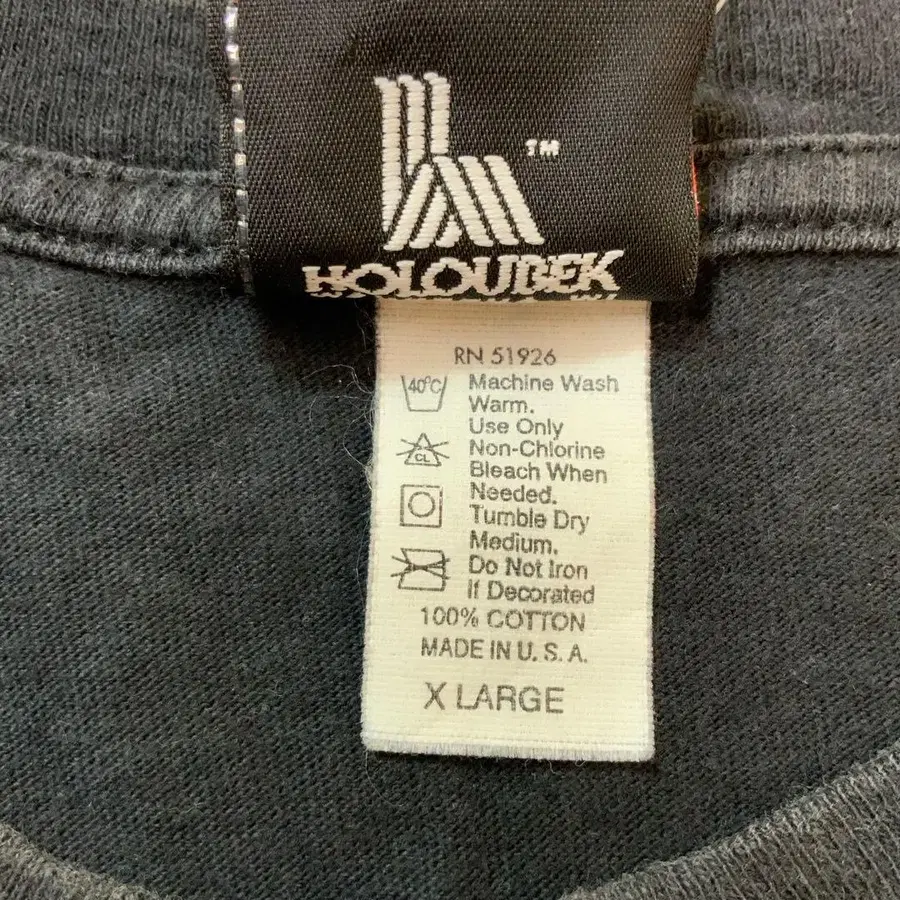 ™
HOLOUBEK
RN 51926
40°C
Machine Wash
Warm.
Use Only
CL
Non-Chlorine
Bleach When
Needed.
Tumble Dry
Medium.
Do Not Iron
If Decorated
100% COTTON
MADE IN U. S. A.
X LARGE